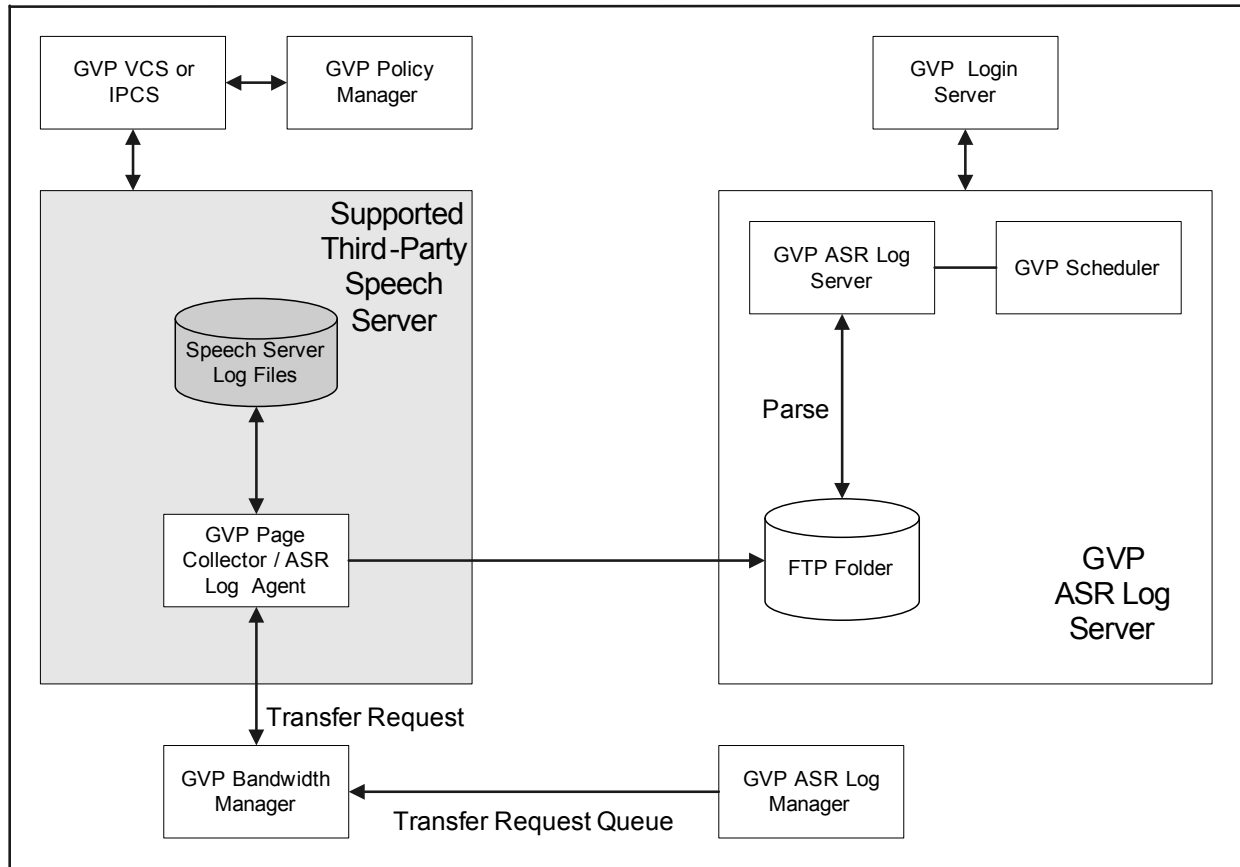 GVP VCS or
IPCS
GVP Policy
Manager
GVP Login
Server
Supported
Third-Party
Speech
Server
Speech Server
Log Files
GVP Page
Collector / ASR
Log Agent
GVP ASR Log
Server
GVP Scheduler
Parse
FTP Folder
GVP
ASR Log
Server
Transfer Request
GVP Bandwidth
Manager
Transfer Request Queue
GVP ASR Log
Manager